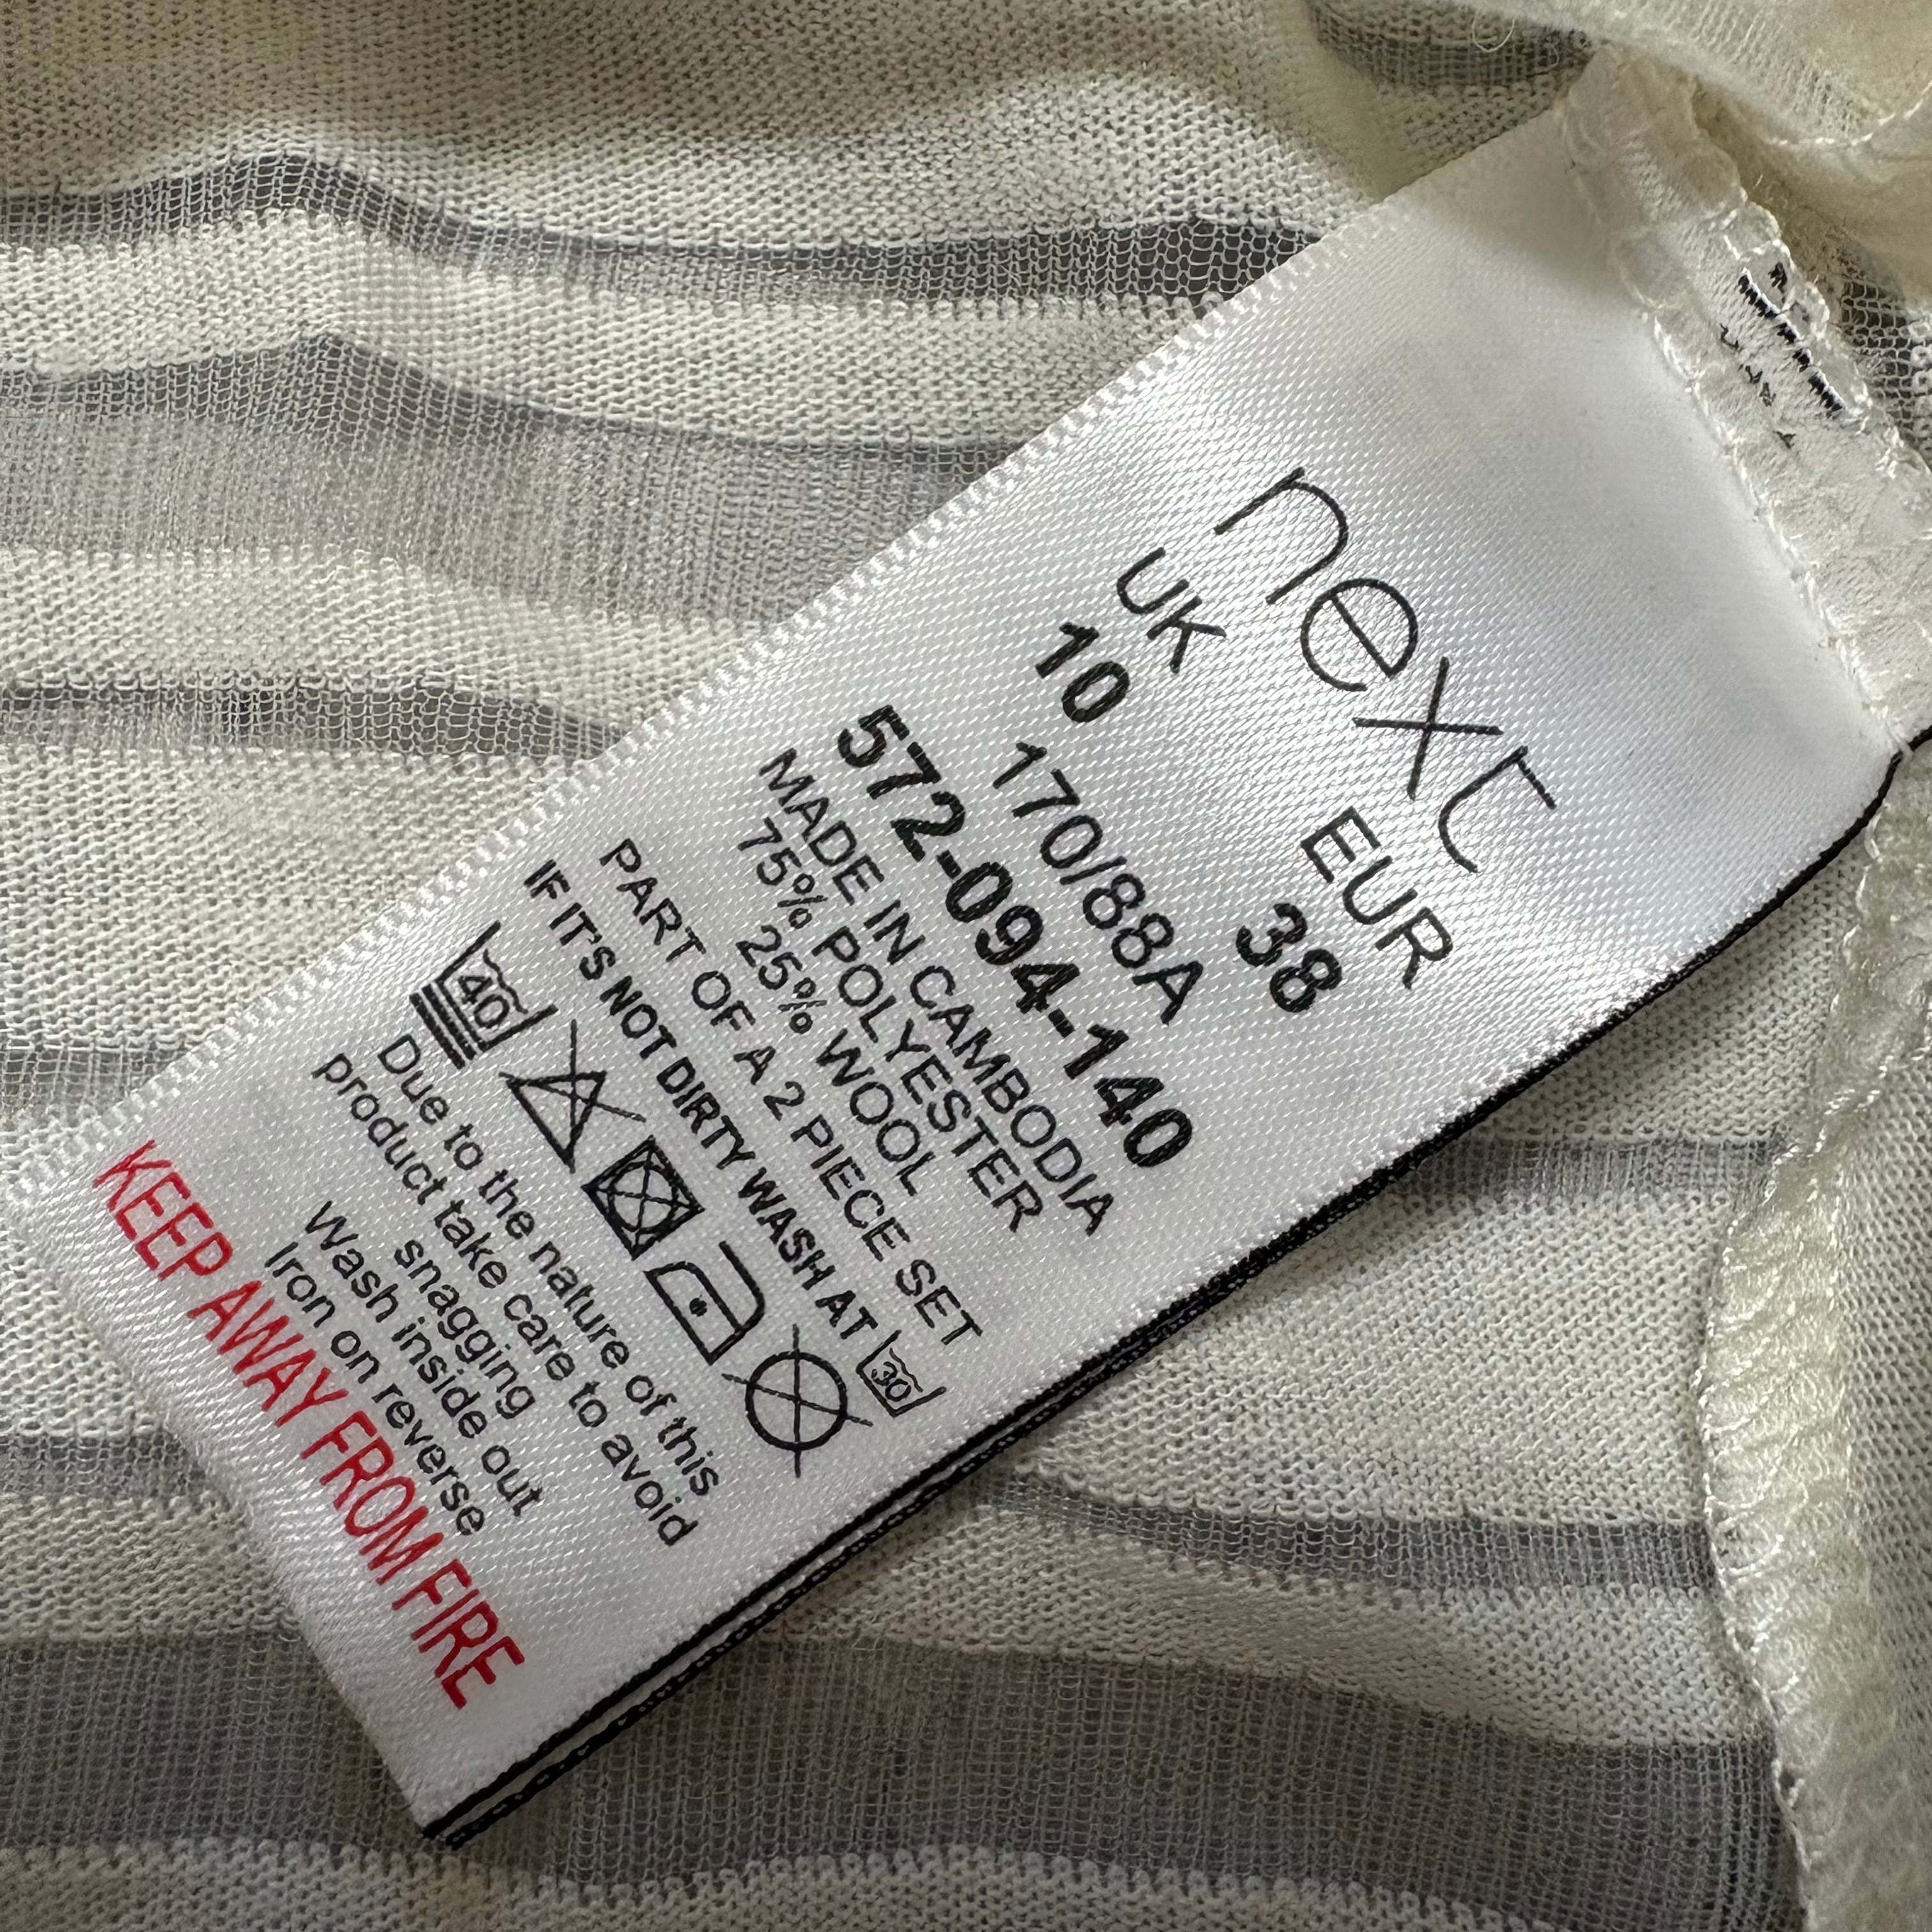 next
UK EUR
10 38
170/88A
572-094-140
MADE IN CAMBODIA
75% POLYESTER
25% WOOL
PART OF A 2 PIECE SET
IF IT'S NOT DIRTY WASH AT 30
40
Due to the nature of this
product take care to avoid
snagging
Wash inside out
Iron on reverse
KEEP AWAY FROM FIRE